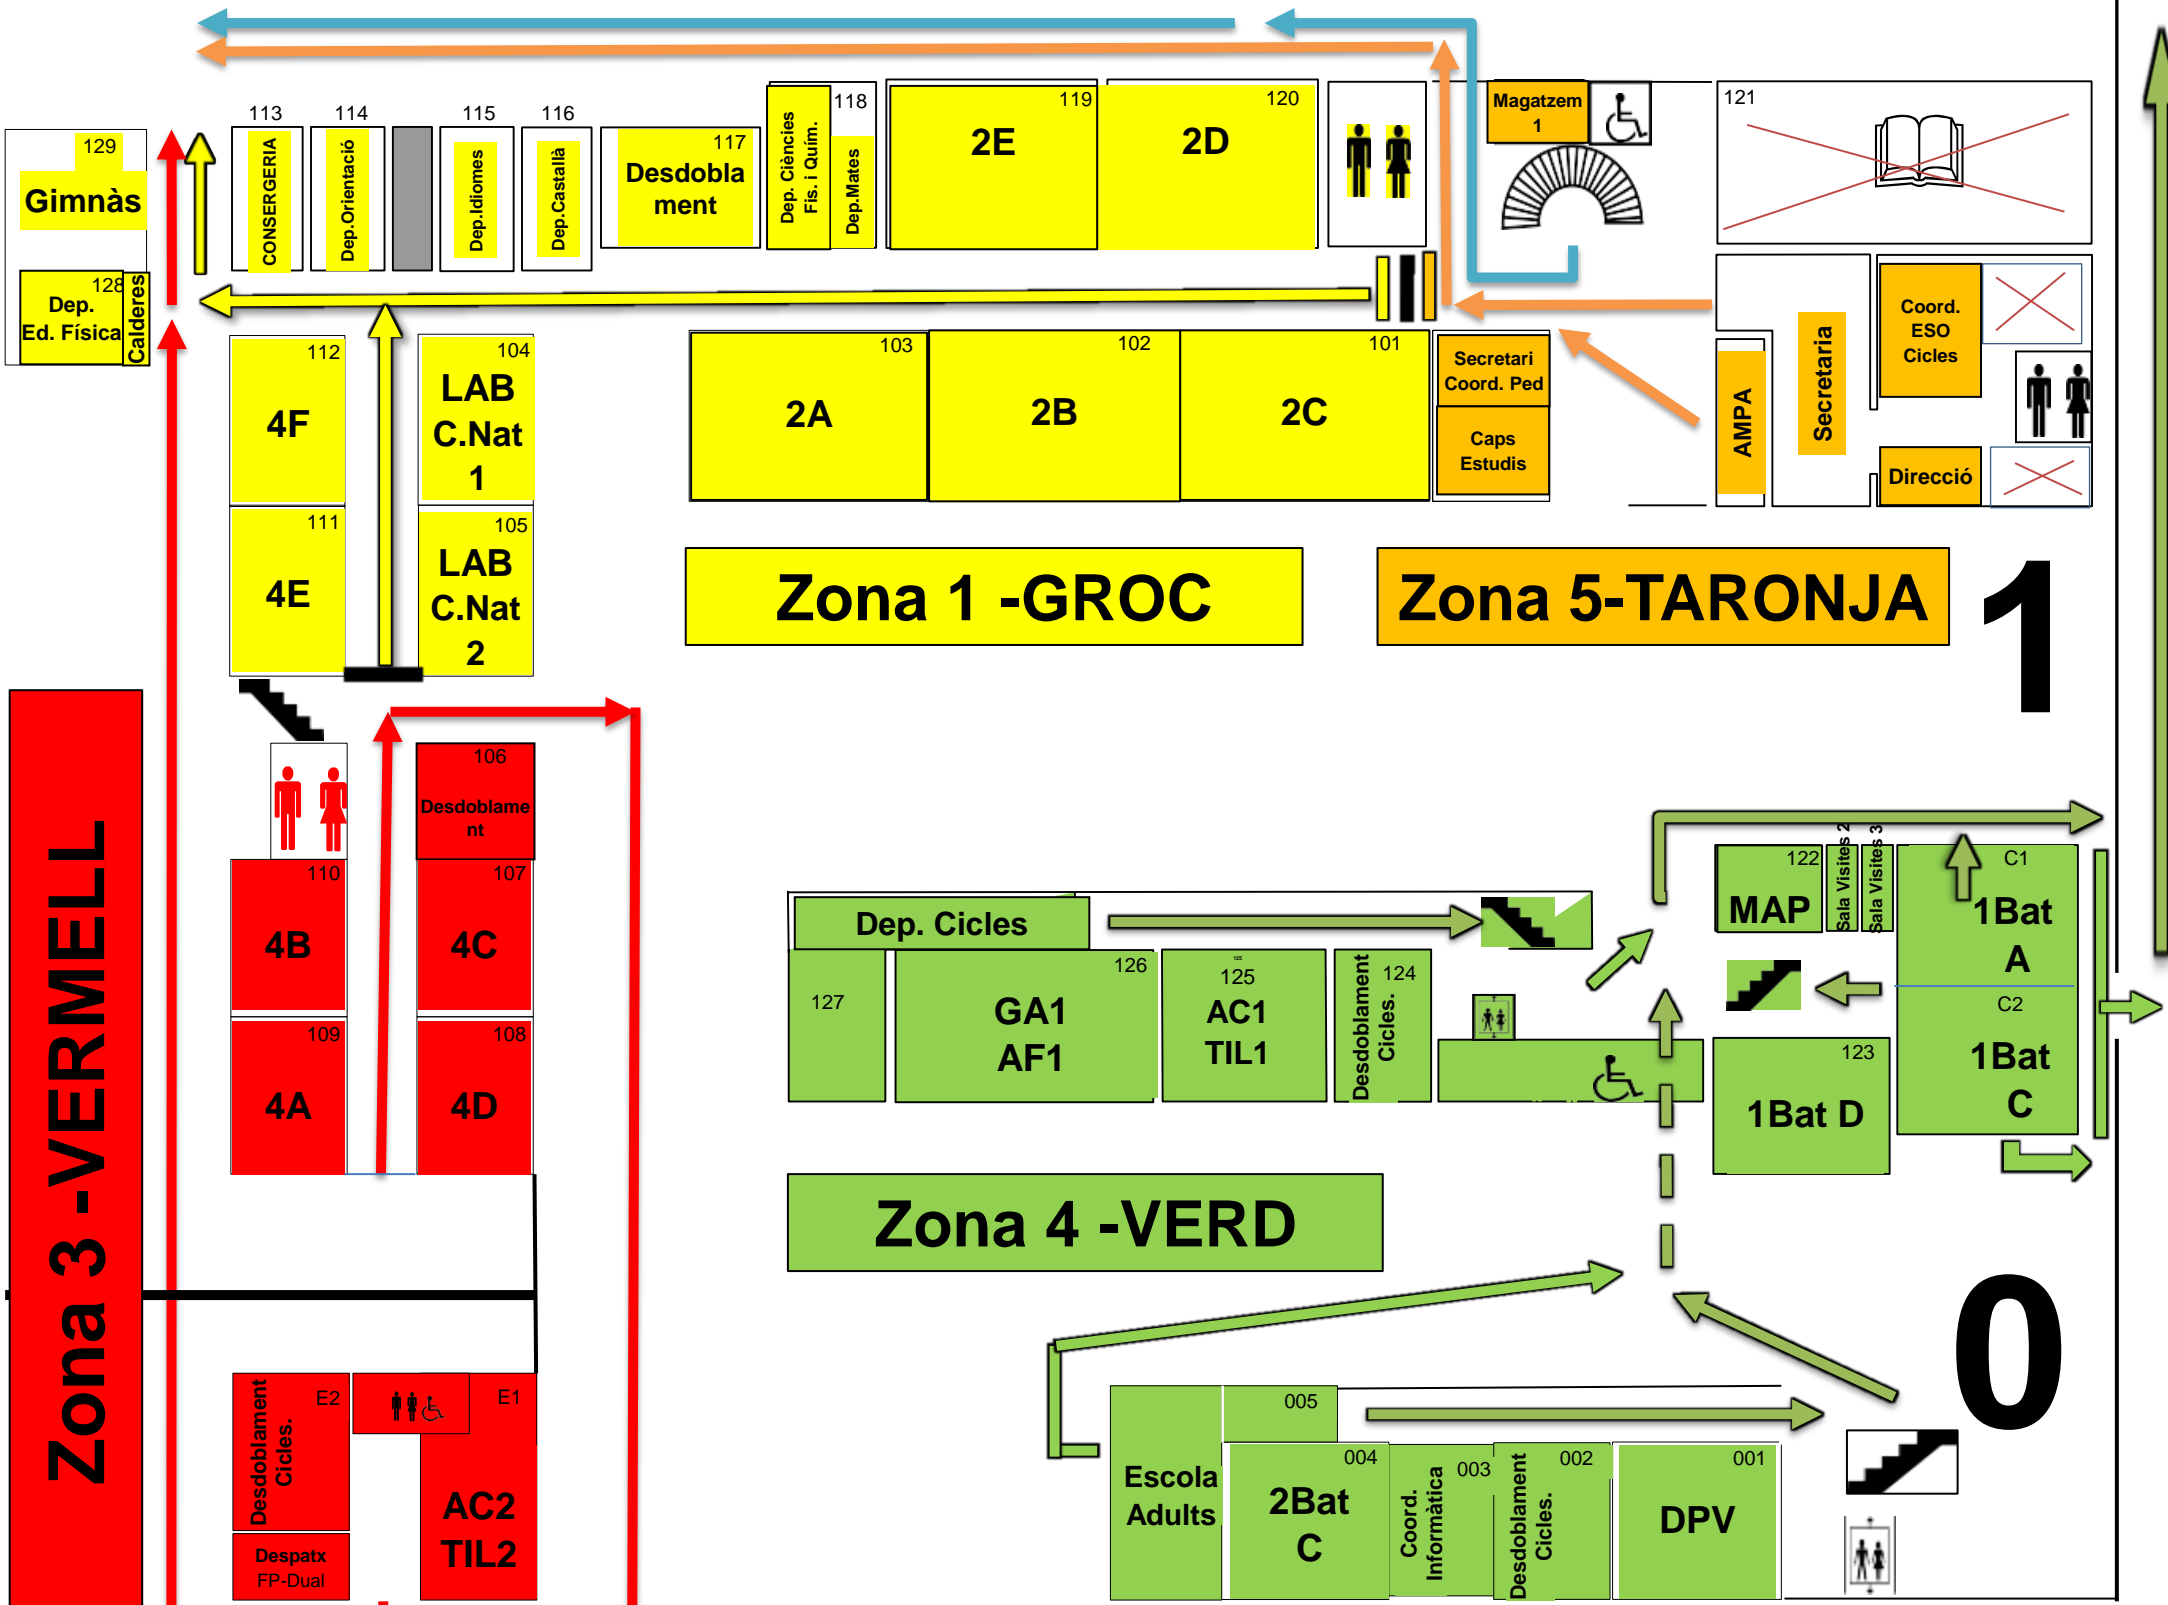 113
114
115
116
118
119
120
121
129
Gimnàs
CONSERGERIA
Dep.Orientació
Dep.Idiomes
Dep.Castallà
117
Desdobla
ment
Dep. Ciències
Fis. i Quím.
Dep.Mates
2E
2D
Magatzem
1
128
Dep.
Ed. Física
Calderes
112
4F
104
LAB
C.Nat
1
103
2A
102
2B
101
2C
Secretari
Coord. Ped
Caps
Estudis
AMPA
Secretaria
Coord.
ESO
Cicles
Direcció
111
4E
105
LAB
C.Nat
2
Zona 1 -GROC
Zona 5-TARONJA
1
Zona 3 -VERMELL
106
Desdoblame
nt
110
4B
107
4C
109
4A
108
4D
122
MAP
Sala Visites 2
Sala Visites 3
C1
1Bat
A
C2
1Bat
C
Dep. Cicles
127
126
GA1
AF1
125
125
AC1
TIL1
124
Desdoblament
Cicles.
123
1Bat D
Zona 4 -VERD
0
E2
Desdoblament
Cicles.
E1
AC2
TIL2
Despatx
FP-Dual
Escola
Adults
005
004
2Bat
C
003
Coord.
Informàtica
002
Desdoblament
Cicles.
001
DPV